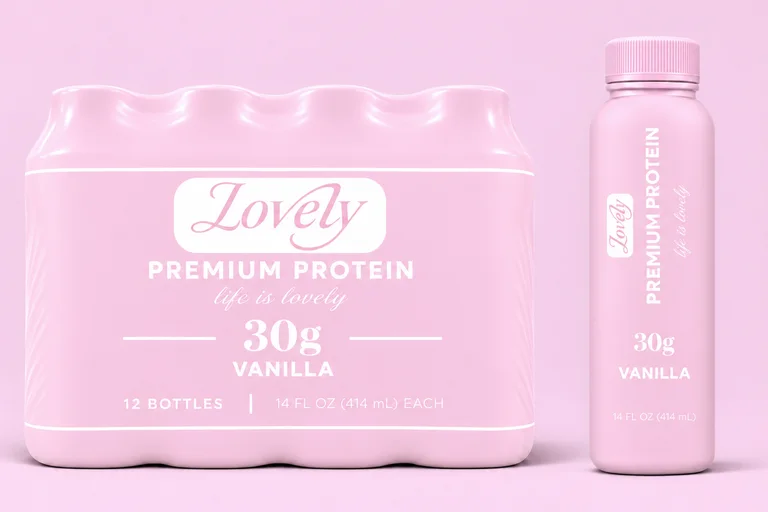 Lovely
PREMIUM PROTEIN
life is lovely
30g
VANILLA
12 BOTTLES | 14 FL OZ (414 mL) EACH
Lovely
PREMIUM PROTEIN
life is lovely
30g
VANILLA
14 FL OZ (414 mL)